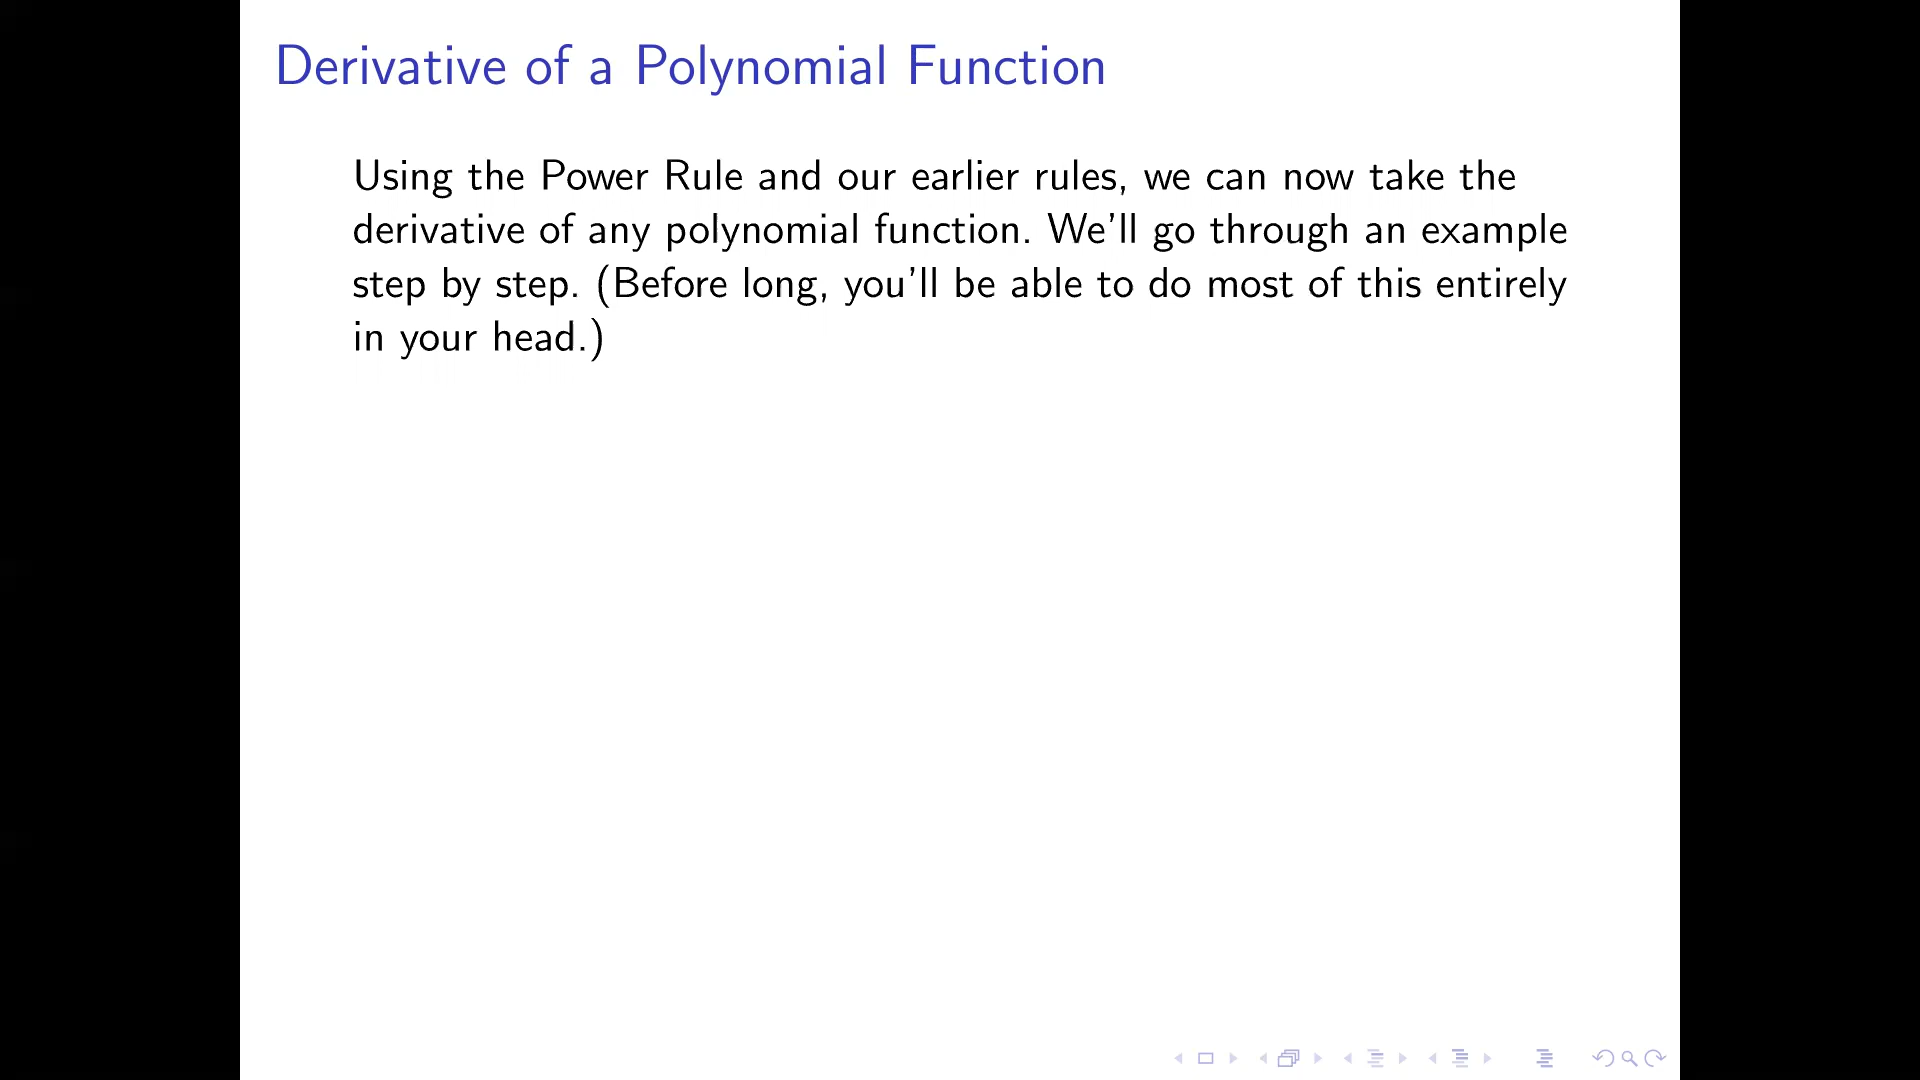 Derivative of a Polynomial Function
Using the Power Rule and our earlier rules, we can now take the
derivative of any polynomial function. We'll go through an example
step by step. (Before long, you'll be able to do most of this entirely
in your head.)